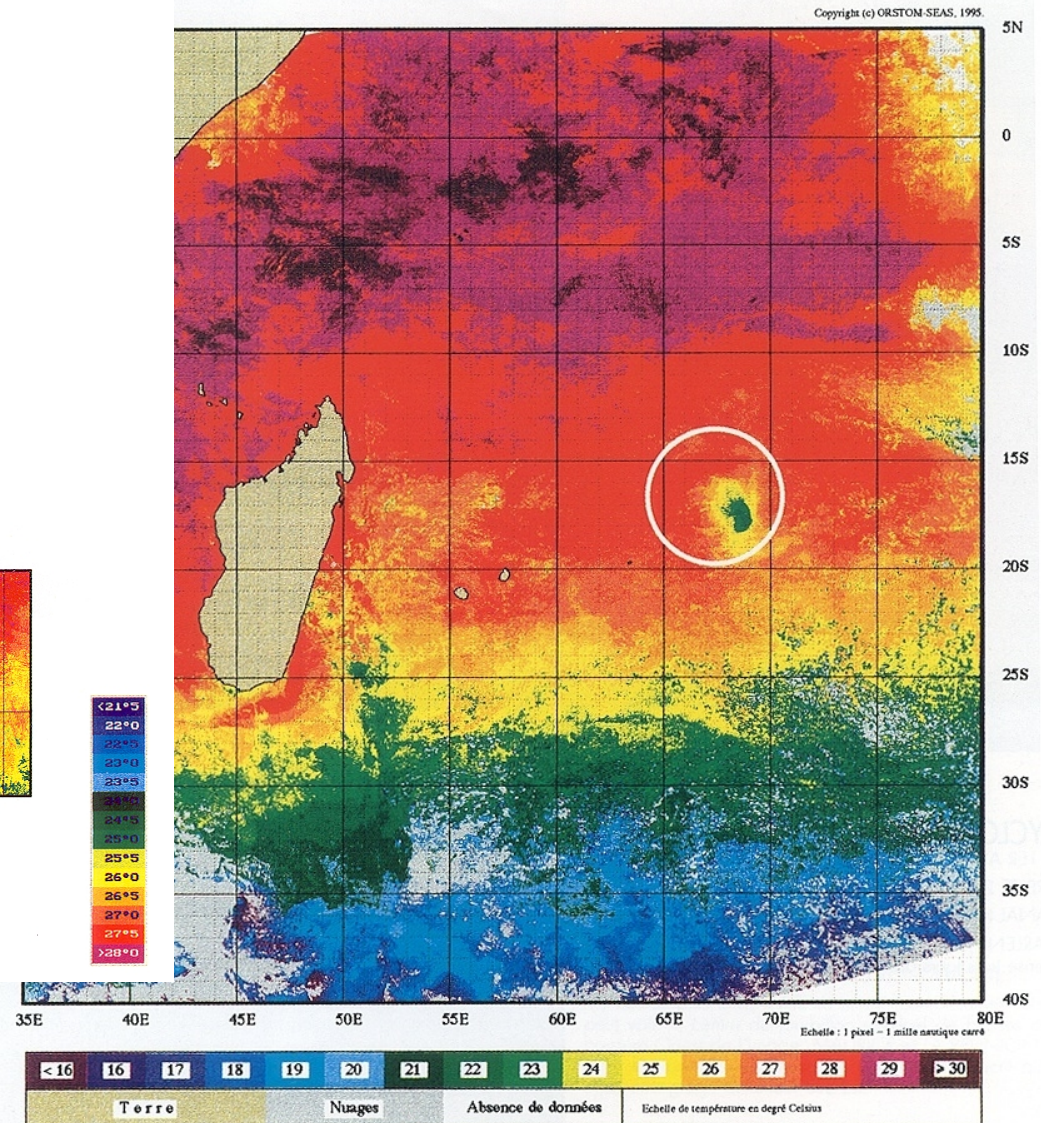 Copyright (c) ORSTOM-SEAS, 1995.
5N
0
5S
10S
15S
20S
25S
30S
35S
40S
<21°5
22°0
22°5
23°0
23°5
24°5
25°0
25°5
26°0
26°5
27°0
27°5
>28°0
35E 40E 45E 50E 55E 60E 65E 70E 75E 80E
Echelle : 1 pixel = 1 mille nautique carré
< 16 16 17 18 19 20 21 22 23 24 25 26 27 28 29 > 30
Terre Nuages Absence de données Echelle de température en degré Celsius